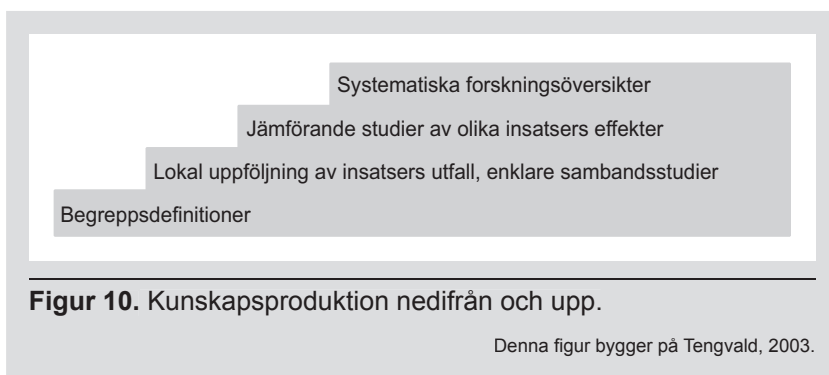 Systematiska forskningsöversikter
Jämförande studier av olika insatsers effekter
Lokal uppföljning av insatsers utfall, enklare sambandsstudier
Begreppsdefinitioner
Figur 10. Kunskapsproduktion nedifrån och upp.
Denna figur bygger på Tengvald, 2003.